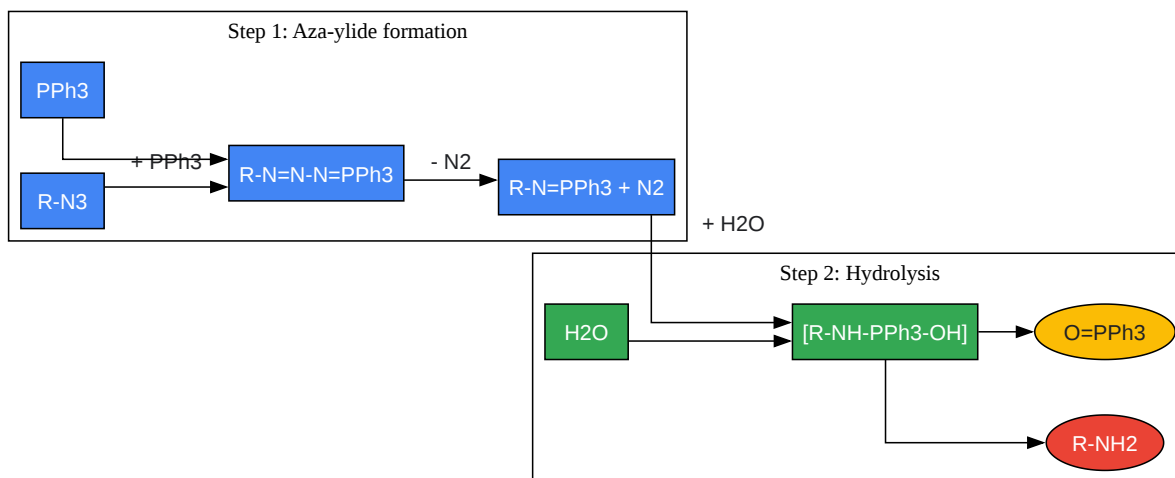 Step 1: Aza-ylide formation
PPh3
+ PPh3
R-N3
R-N=N-N=PPh3
- N2
R-N=PPh3 + N2
+ H2O
Step 2: Hydrolysis
H2O
[R-NH-PPh3-OH]
O=PPh3
R-NH2